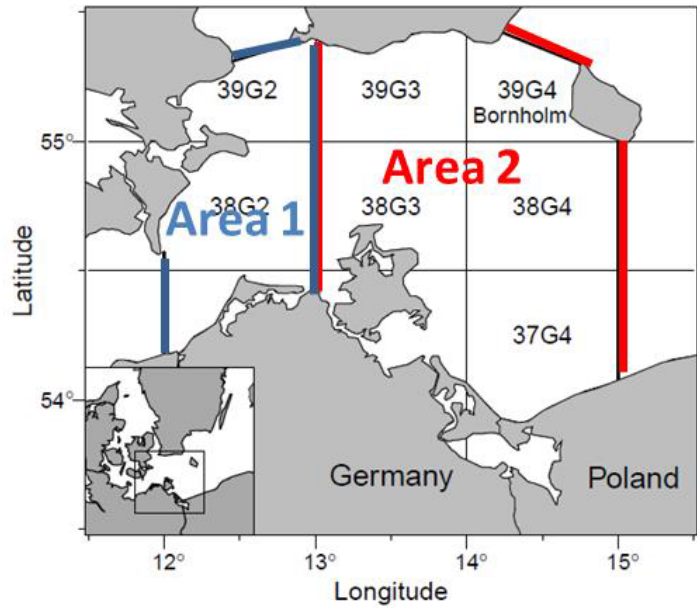 39G2
39G3
39G4
Bornholm
55°
Area 2
38G2
Area 1
38G3
38G4
Latitude
37G4
54°
Germany
Poland
12°
13°
14°
15°
Longitude